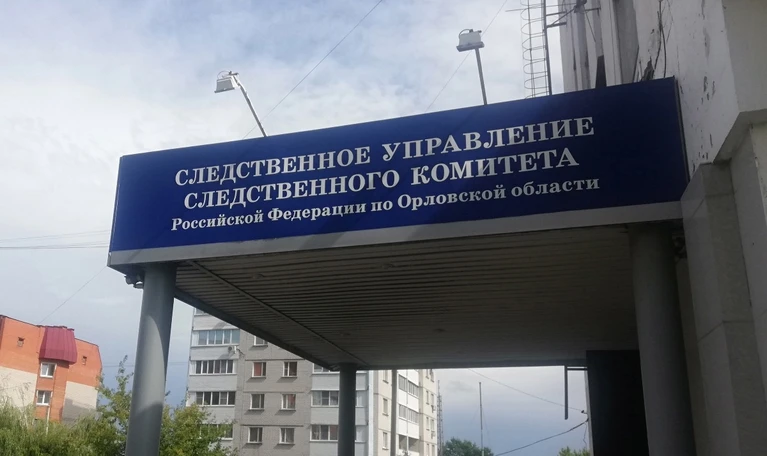 СЛЕДСТВЕННОЕ УПРАВЛЕНИЕ
СЛЕДСТВЕННОГО КОМИТЕТА
Российской Федерации по Орловской области